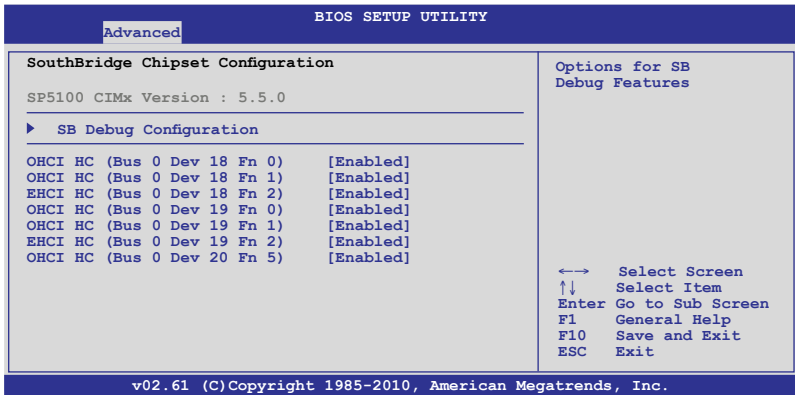 BIOS SETUP UTILITY
Advanced
SouthBridge Chipset Configuration
SP5100 CIMx Version : 5.5.0
SB Debug Configuration
OHCI HC (Bus 0 Dev 18 Fn 0) [Enabled]
OHCI HC (Bus 0 Dev 18 Fn 1) [Enabled]
EHCI HC (Bus 0 Dev 18 Fn 2) [Enabled]
OHCI HC (Bus 0 Dev 19 Fn 0) [Enabled]
OHCI HC (Bus 0 Dev 19 Fn 1) [Enabled]
EHCI HC (Bus 0 Dev 19 Fn 2) [Enabled]
OHCI HC (Bus 0 Dev 20 Fn 5) [Enabled]
Options for SB
Debug Features
←→ Select Screen
↑↓ Select Item
Enter Go to Sub Screen
F1 General Help
F10 Save and Exit
ESC Exit
v02.61 (C)Copyright 1985-2010, American Megatrends, Inc.